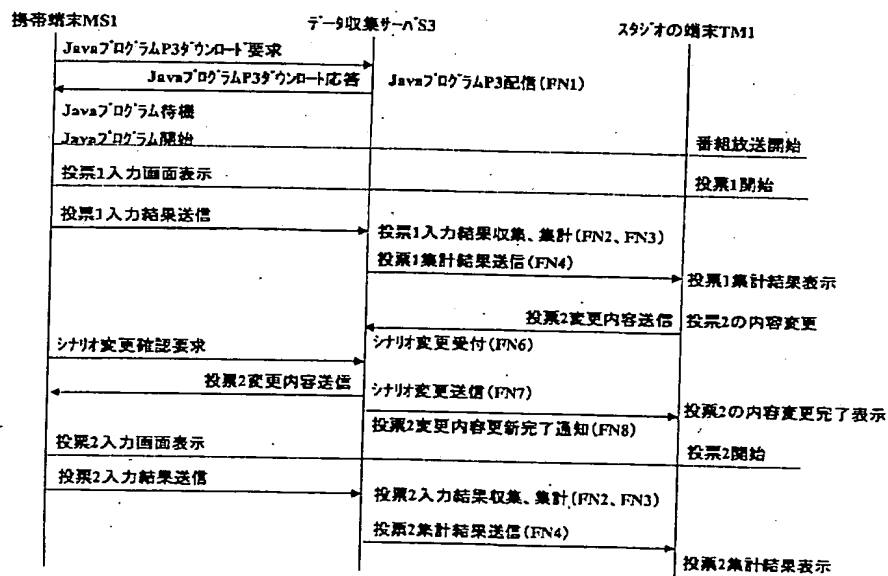 携帯端末MS1
データ収集サーバS3
スタジオの端末TM1
JavaプログラムP3ダウンロード要求
JavaプログラムP3ダウンロード応答
JavaプログラムP3配信(FN1)
Javaプログラム待機
Javaプログラム開始
番組放送開始
投票1入力画面表示
投票1開始
投票1入力結果送信
投票1入力結果収集、集計(FN2、FN3)
投票1集計結果送信(FN4)
投票1集計結果表示
投票2変更内容送信
投票2の内容変更
シナリオ変更確認要求
シナリオ変更受付(FN6)
投票2変更内容送信
シナリオ変更送信(FN7)
投票2の内容変更完了表示
投票2変更内容更新完了通知(FN8)
投票2入力画面表示
投票2開始
投票2入力結果送信
投票2入力結果収集、集計(FN2、FN3)
投票2集計結果送信(FN4)
投票2集計結果表示